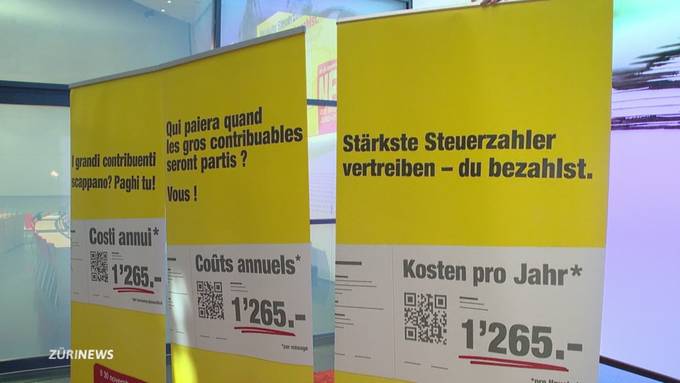 I grandi contribuenti
scappano? Paghi tu!
Costi annui*
1'265.-
Qui paiera quand
les gros contribuables
seront partis ?
Vous !
Coûts annuels*
1'265.-
*par ménage
Stärkste Steuerzahler
vertreiben – du bezahlst.
Kosten pro Jahr*
1'265.-
*pro
ZÜRINEWS